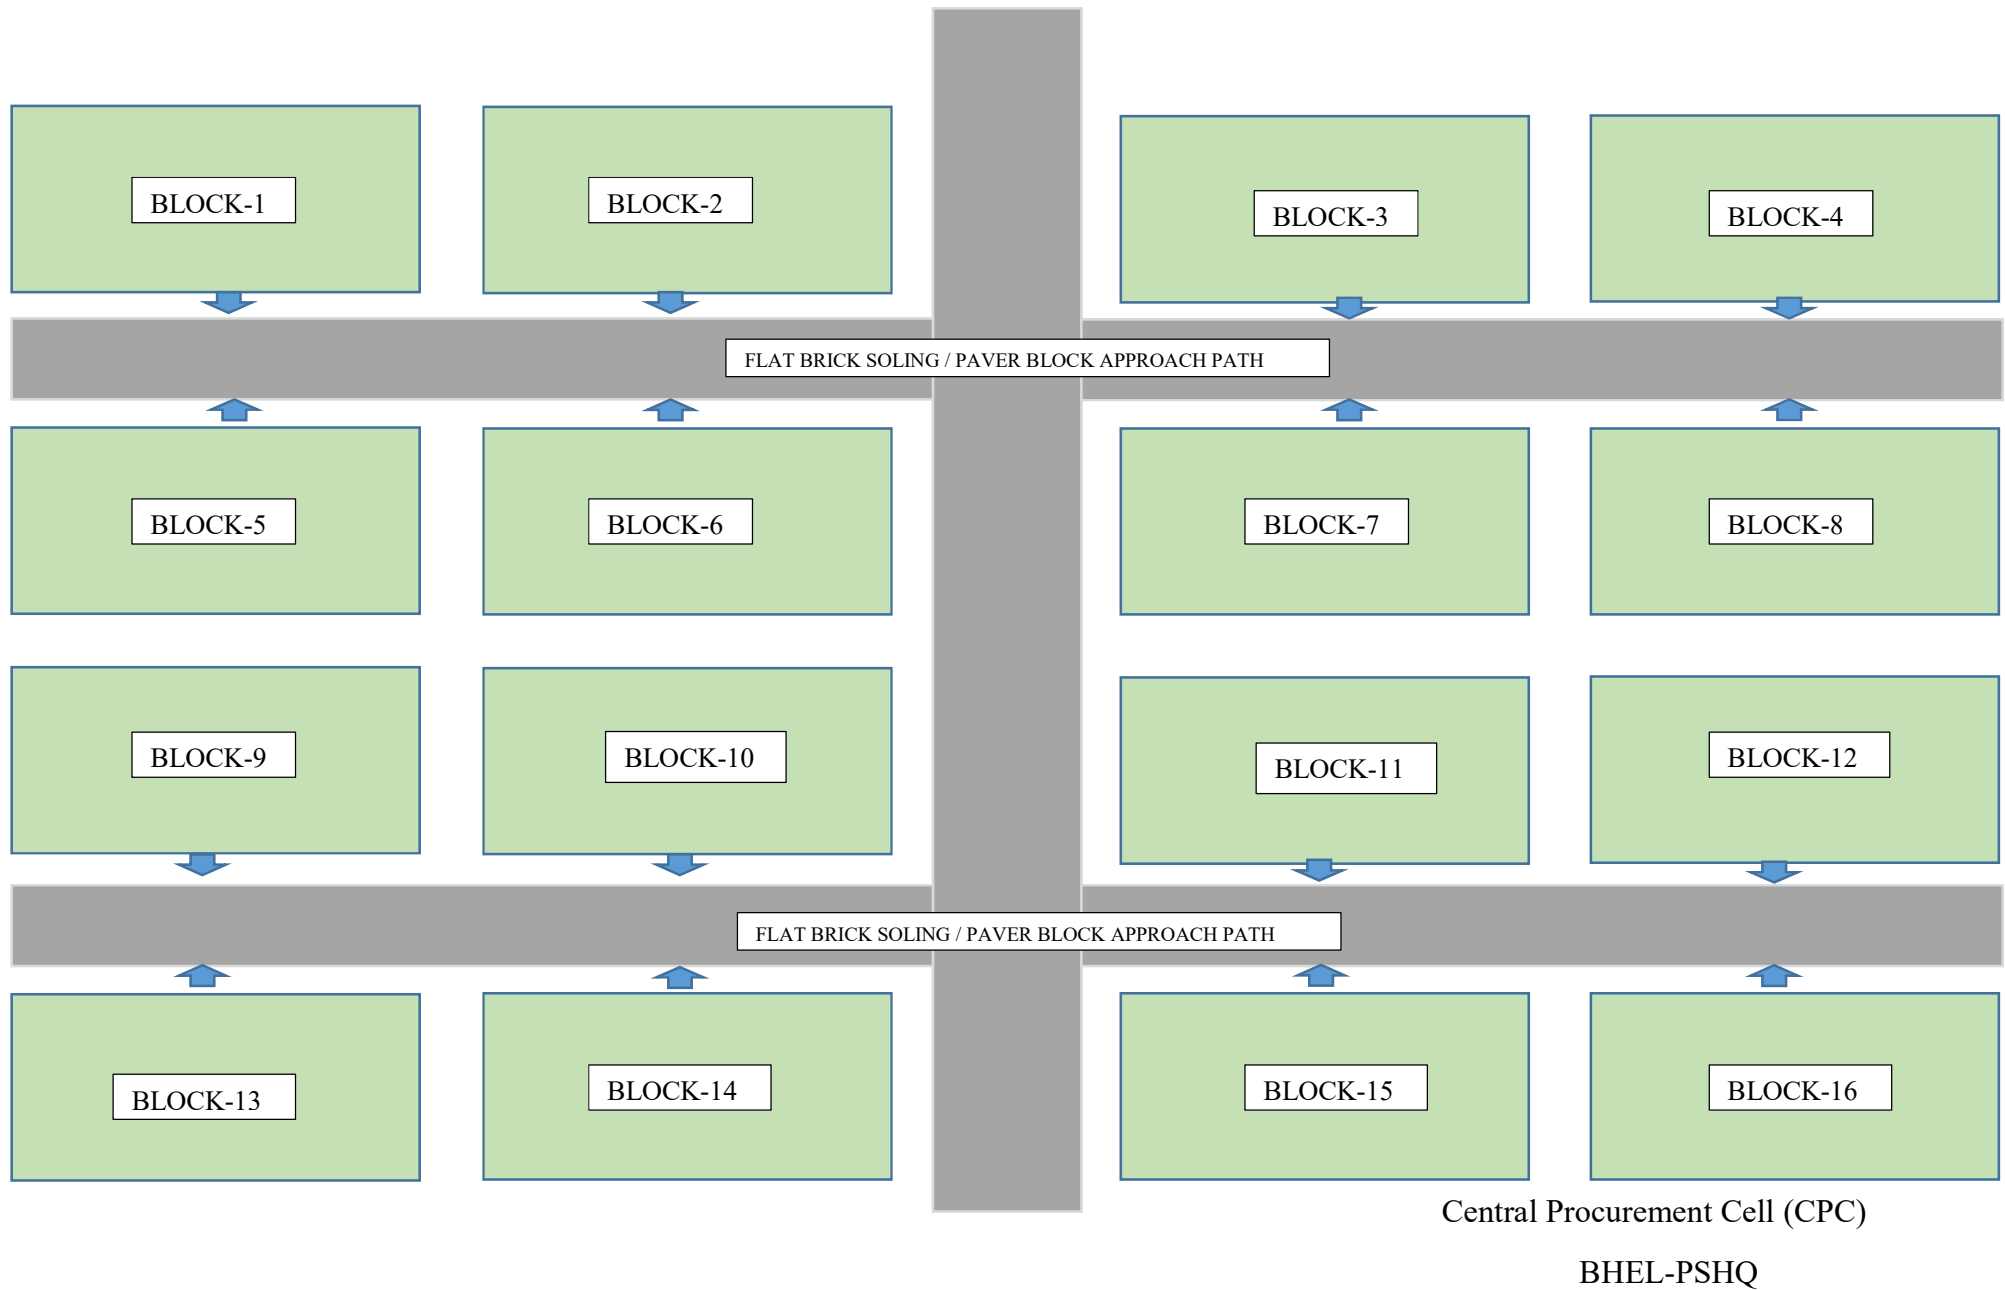 BLOCK-1
BLOCK-2
BLOCK-3
BLOCK-4
FLAT BRICK SOLING / PAVER BLOCK APPROACH PATH
BLOCK-5
BLOCK-6
BLOCK-7
BLOCK-8
BLOCK-9
BLOCK-10
BLOCK-11
BLOCK-12
FLAT BRICK SOLING / PAVER BLOCK APPROACH PATH
BLOCK-13
BLOCK-14
BLOCK-15
BLOCK-16
Central Procurement Cell (CPC)
BHEL-PSHQ